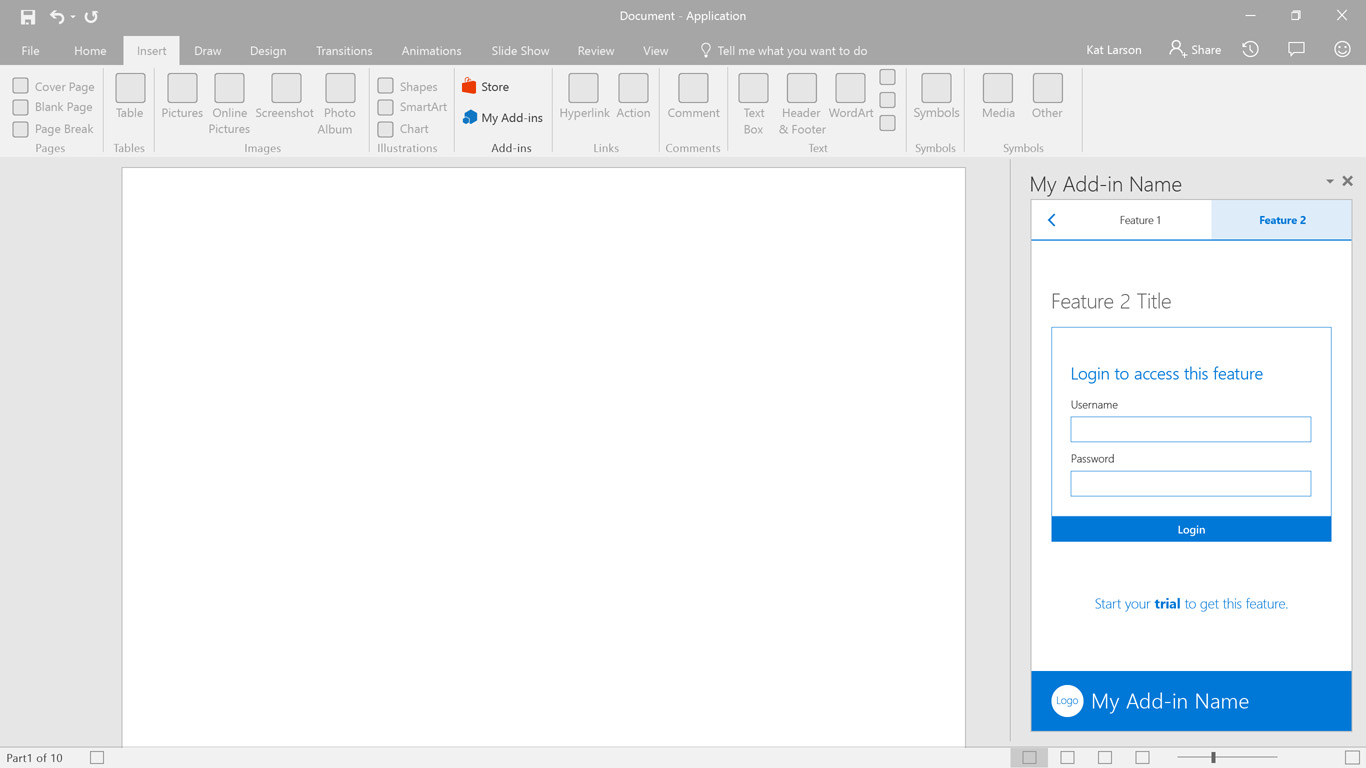 Document - Application
File Home Insert Draw Design Transitions Animations Slide Show Review View Tell me what you want to do Kat Larson Share
Cover Page
Blank Page
Page Break
Pages
Table
Tables
Pictures
Online
Pictures
Screenshot
Photo
Album
Images
Shapes
SmartArt
Chart
Illustrations
Store
My Add-ins
Add-ins
Hyperlink
Action
Links
Comment
Comments
Text
Box
Header
& Footer
WordArt
Text
Symbols
Symbols
Media
Other
Symbols
My Add-in Name
Feature 1 Feature 2
Feature 2 Title
Login to access this feature
Username
Password
Login
Start your trial to get this feature.
Logo My Add-in Name
Part1 of 10